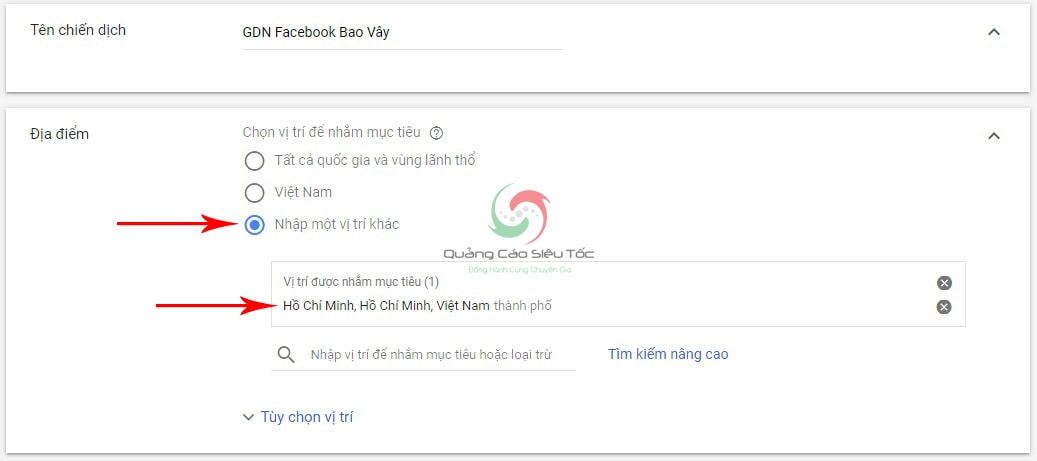 Tên chiến dịch
GDN Facebook Bao Vây
Địa điểm
Chọn vị trí để nhắm mục tiêu
Tất cả quốc gia và vùng lãnh thổ
Việt Nam
Nhập một vị trí khác
Quảng Cáo Siêu Tốc
Đồng Hành Cùng Chuyên Gia
Vị trí được nhắm mục tiêu (1)
Hồ Chí Minh, Hồ Chí Minh, Việt Nam thành phố
Nhập vị trí để nhắm mục tiêu hoặc loại trừ
Tìm kiếm nâng cao
Tùy chọn vị trí